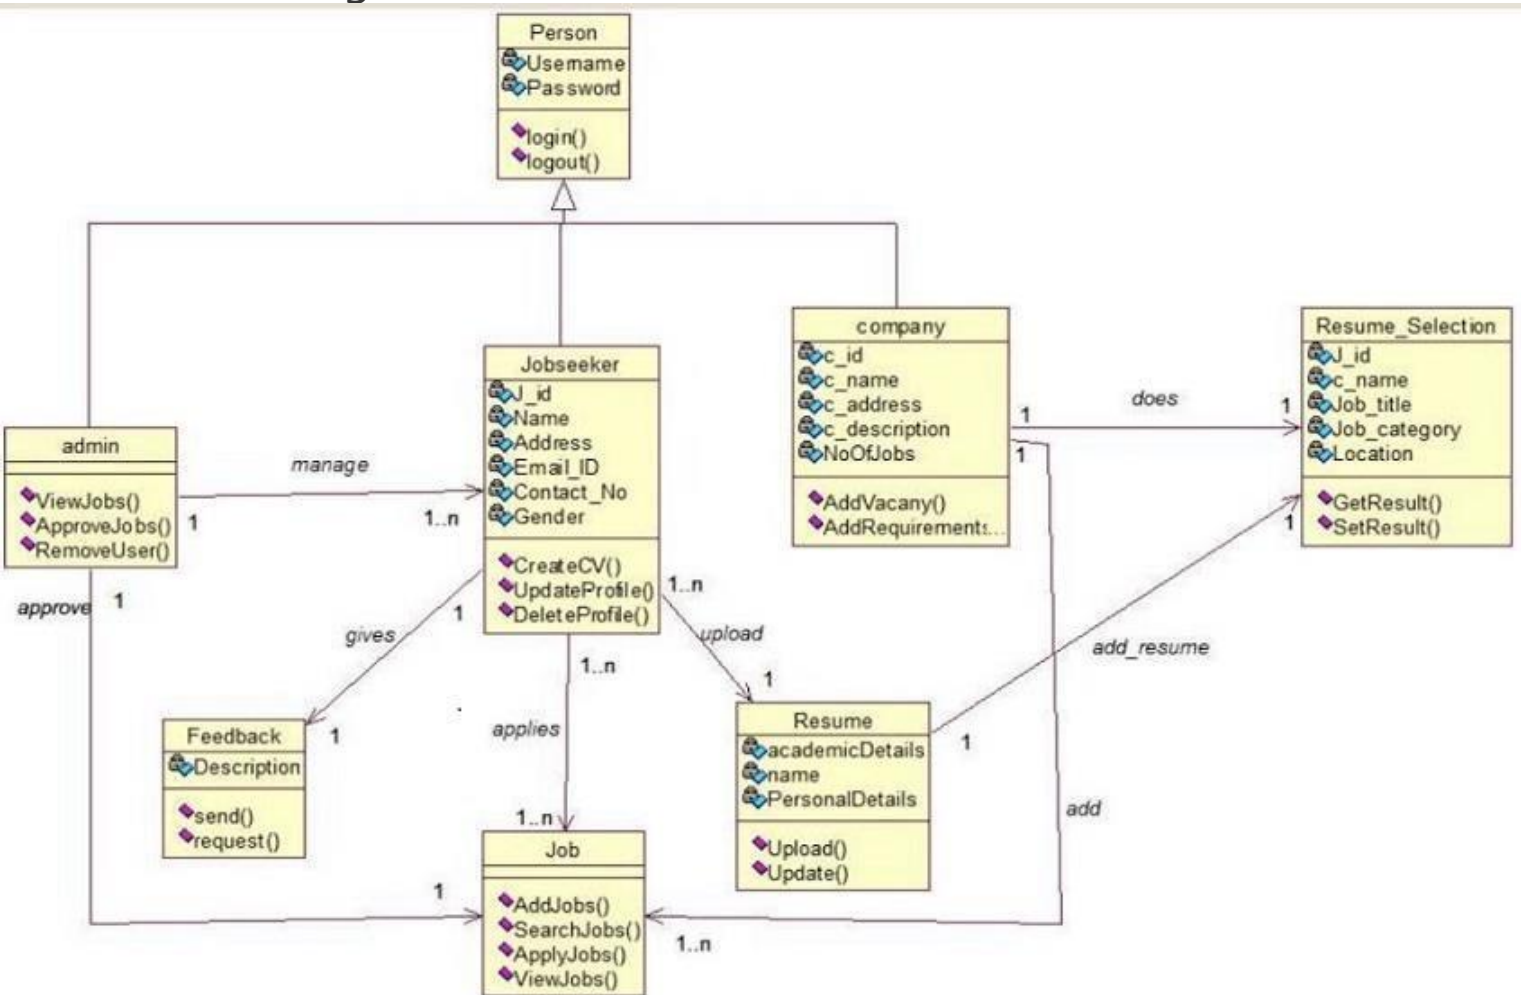 Person
Username
Password
login()
logout()
company
c_id
c_name
c_address
c_description
NoOfJobs
AddVacany()
AddRequirements...
Resume_Selection
J_id
c_name
Job_title
Job_category
Location
GetResult()
SetResult()
1
does
1
1
Jobseeker
J_id
Name
Address
Email_ID
Contact_No
Gender
CreateCV()
UpdateProfile()
DeleteProfile()
admin
ViewJobs()
ApproveJobs()
RemoveUser()
manage
1
1..n
1
approve
1
1
gives
1
1..n
upload
1
1..n
applies
1..n
add_resume
1
add
Feedback
Description
send()
request()
Resume
academicDetails
name
PersonalDetails
Upload()
Update()
1
Job
AddJobs()
SearchJobs()
ApplyJobs()
ViewJobs()
1
1..n